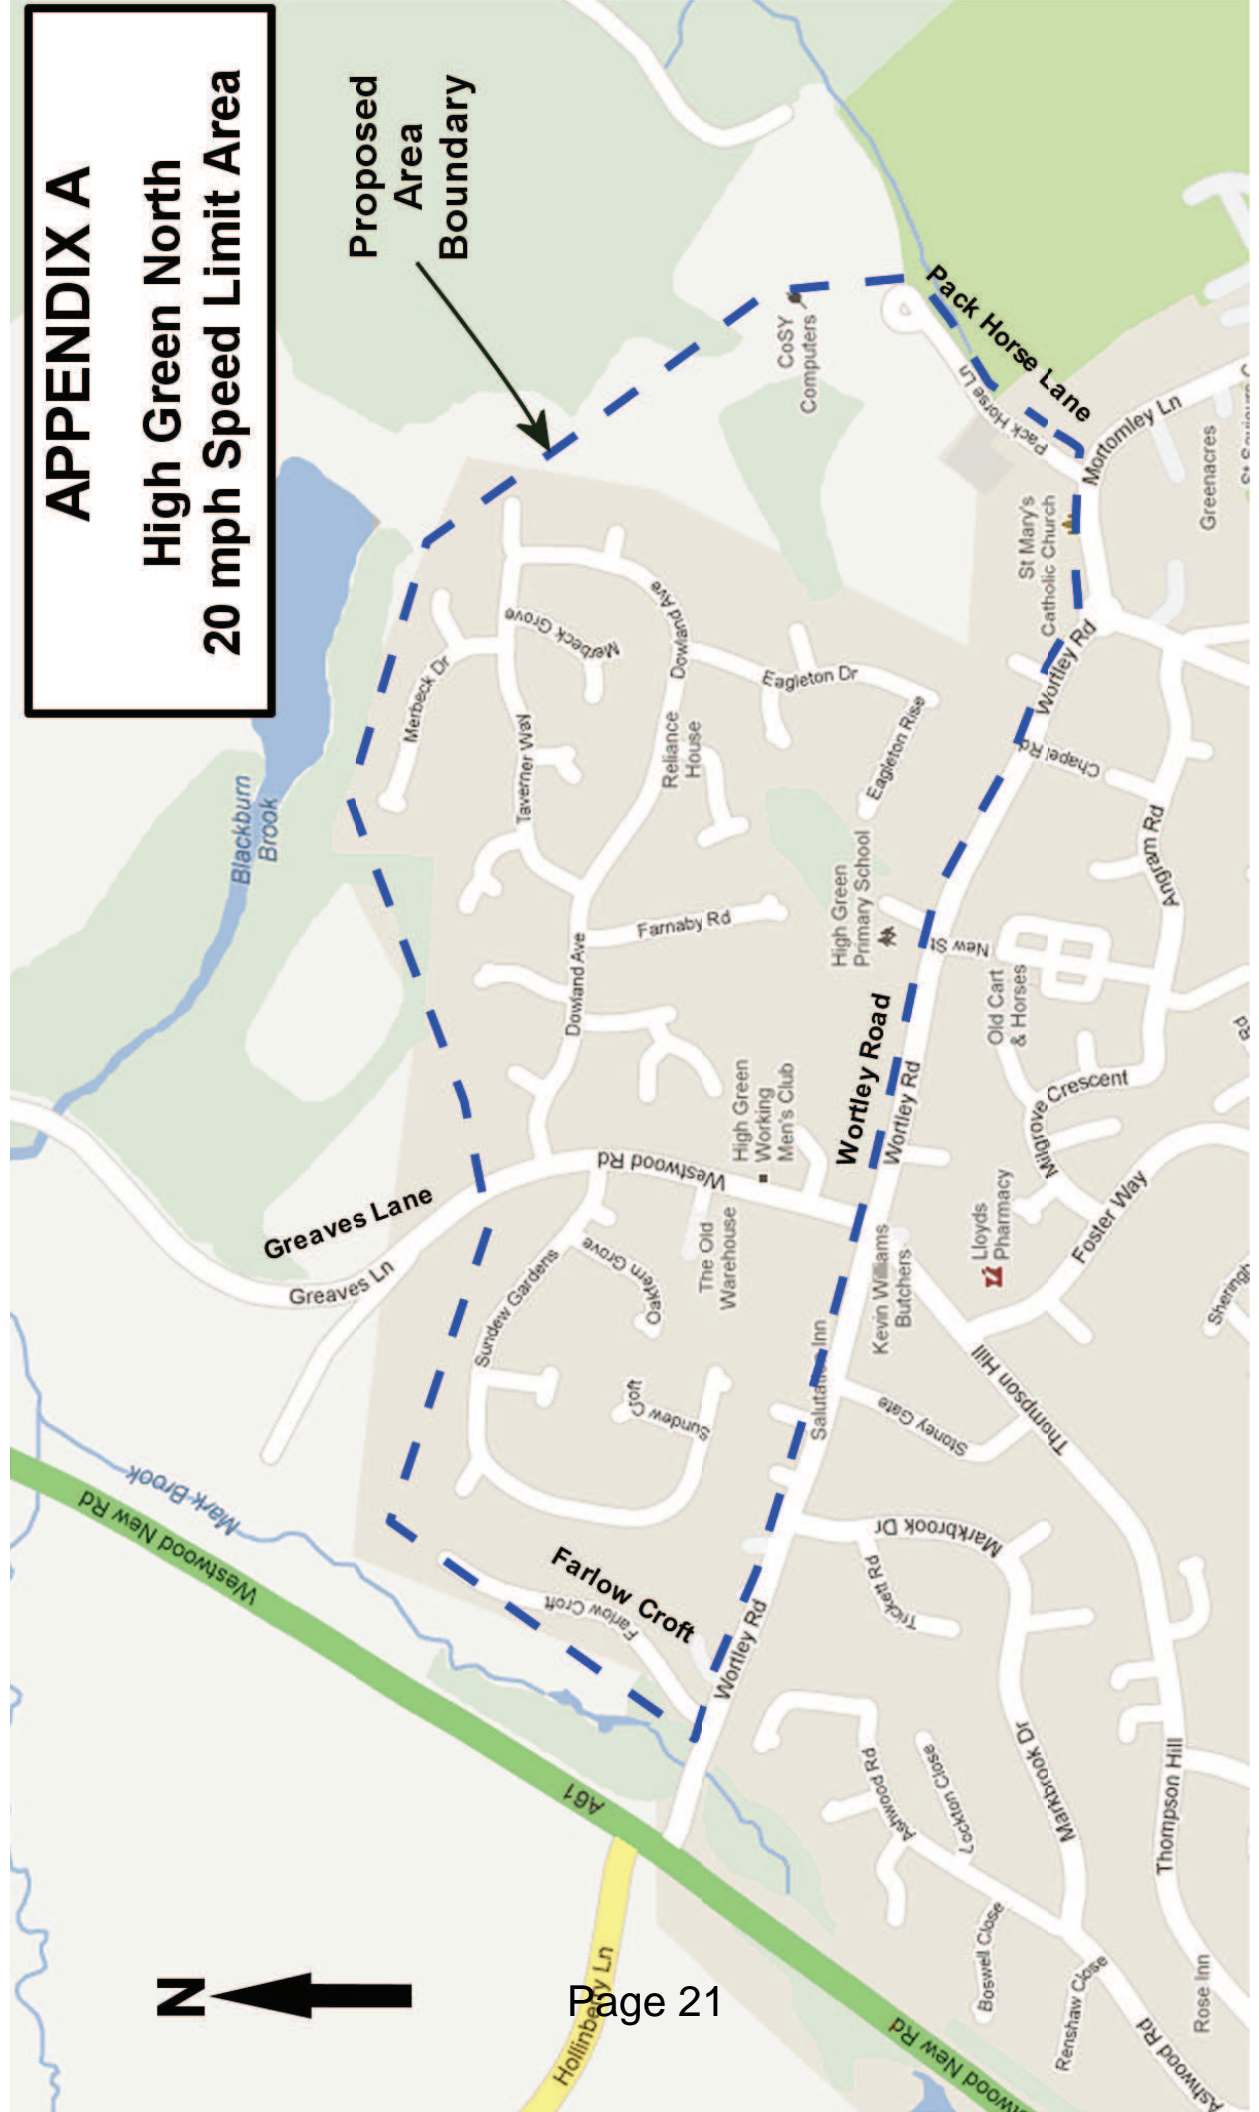 APPENDIX A
High Green North
20 mph Speed Limit Area
Proposed
Area
Boundary
Blackburn
Brook
CoSY
Computers
Pack Horse Lane
Pack Horse Ln
Mortomley Ln
Greenacres
St Mary's
Catholic Church
Merbeck Grove
Merbeck Dr
Dowland Ave
Taverner Way
Reliance
House
Eagleton Dr
Eagleton Rise
Wortley Rd
Chapel Rd
Angram Rd
High Green
Primary School
Farnaby Rd
New St
Old Cart
& Horses
Dowland Ave
Wortley Road
Wortley Rd
Milgrove Crescent
Rd
High Green
Working
Men's Club
Westwood Rd
Greaves Lane
Greaves Ln
The Old
Warehouse
Oaktern Grove
Sundew Gardens
Sundew Croft
Kevin Williams
Butchers
Lloyds
Pharmacy
Foster Way
Salutation Inn
Stoney Gate
Thompson Hill
Markbrook Dr
Trickett Rd
Mark Brook
Westwood New Rd
Farlow Croft
Farlow Croft
Wortley Rd
A61
Ashwood Rd
Lockton Close
Markbrook Dr
Thompson Hill
Boswell Close
Renshaw Close
Rose Inn
Ashwood Rd
Hollinberry Ln
stwood New Rd
N
Page 21